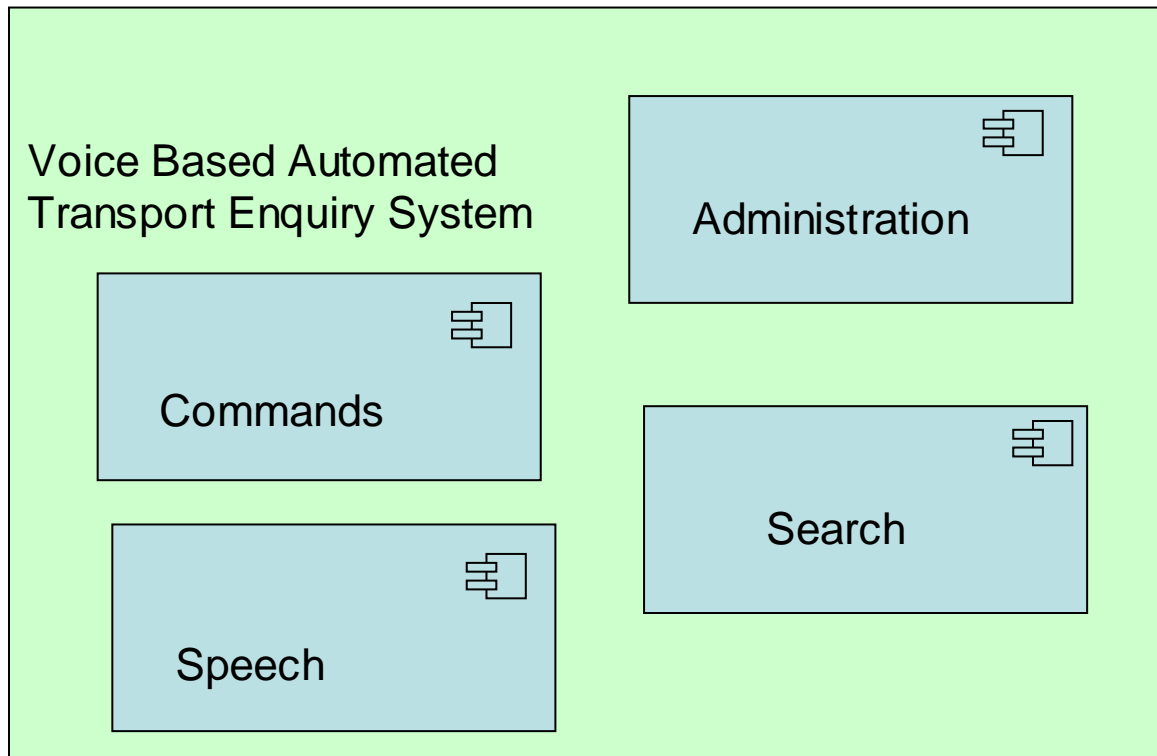 Voice Based Automated
Transport Enquiry System
Administration
Commands
Search
Speech